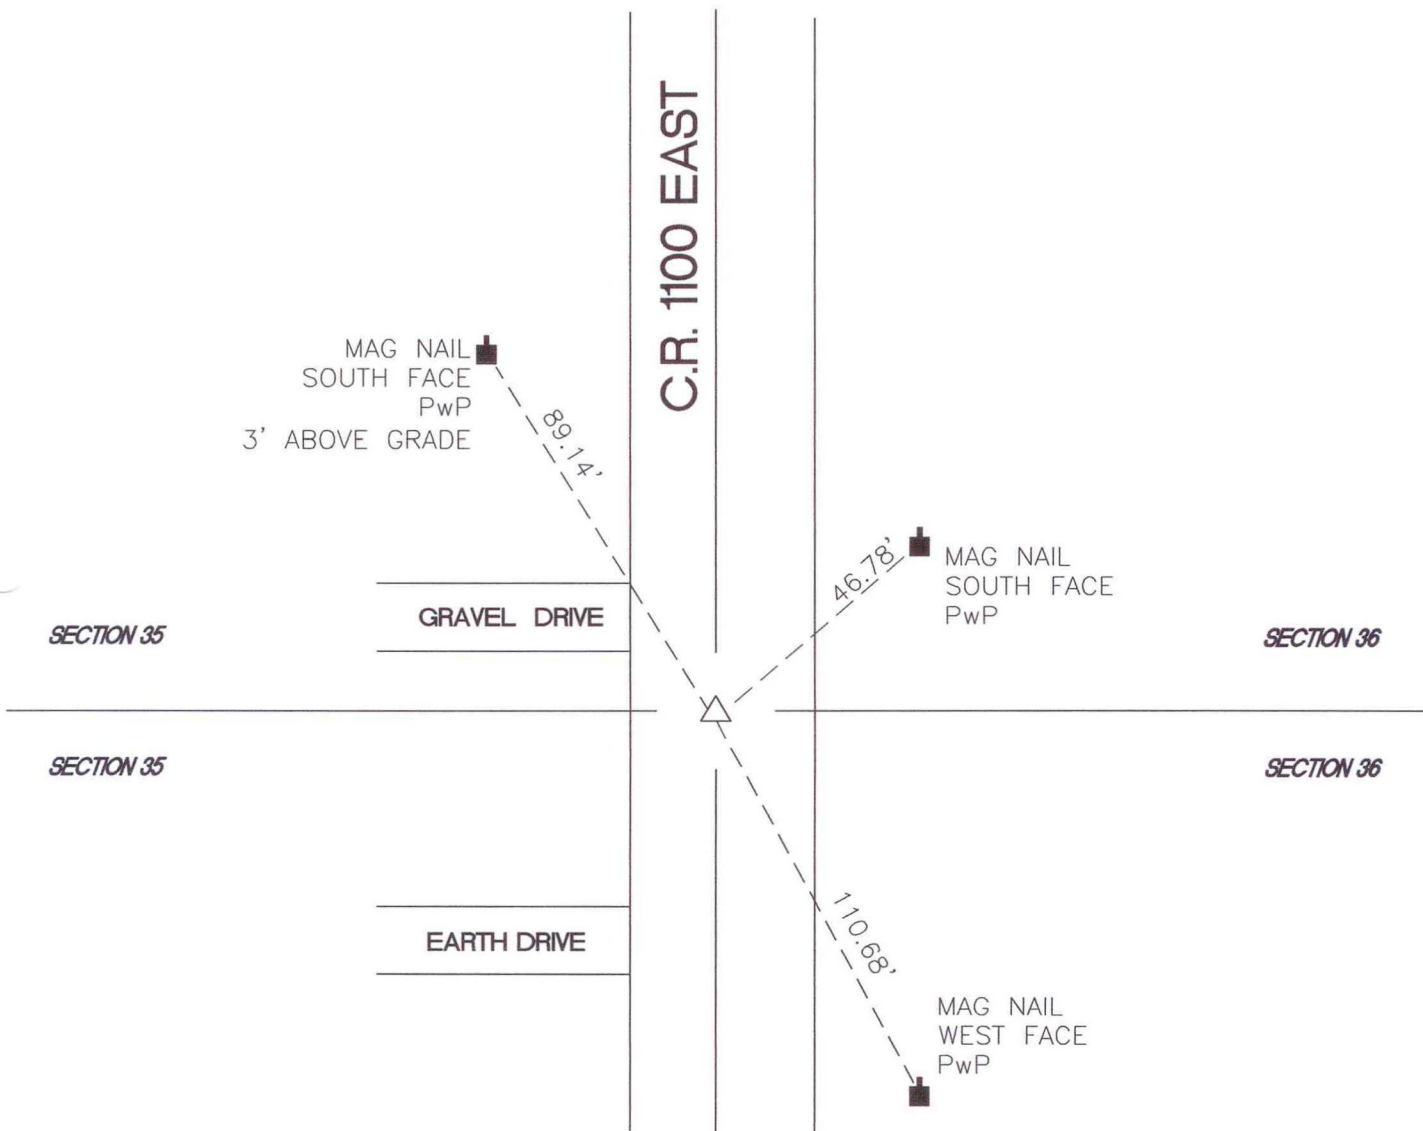 C.R. 1100 EAST
MAG NAIL
SOUTH FACE
PwP
3' ABOVE GRADE
89.14'
46.78'
MAG NAIL
SOUTH FACE
PwP
GRAVEL DRIVE
SECTION 35
SECTION 36
SECTION 35
SECTION 36
EARTH DRIVE
110.68'
MAG NAIL
WEST FACE
PwP